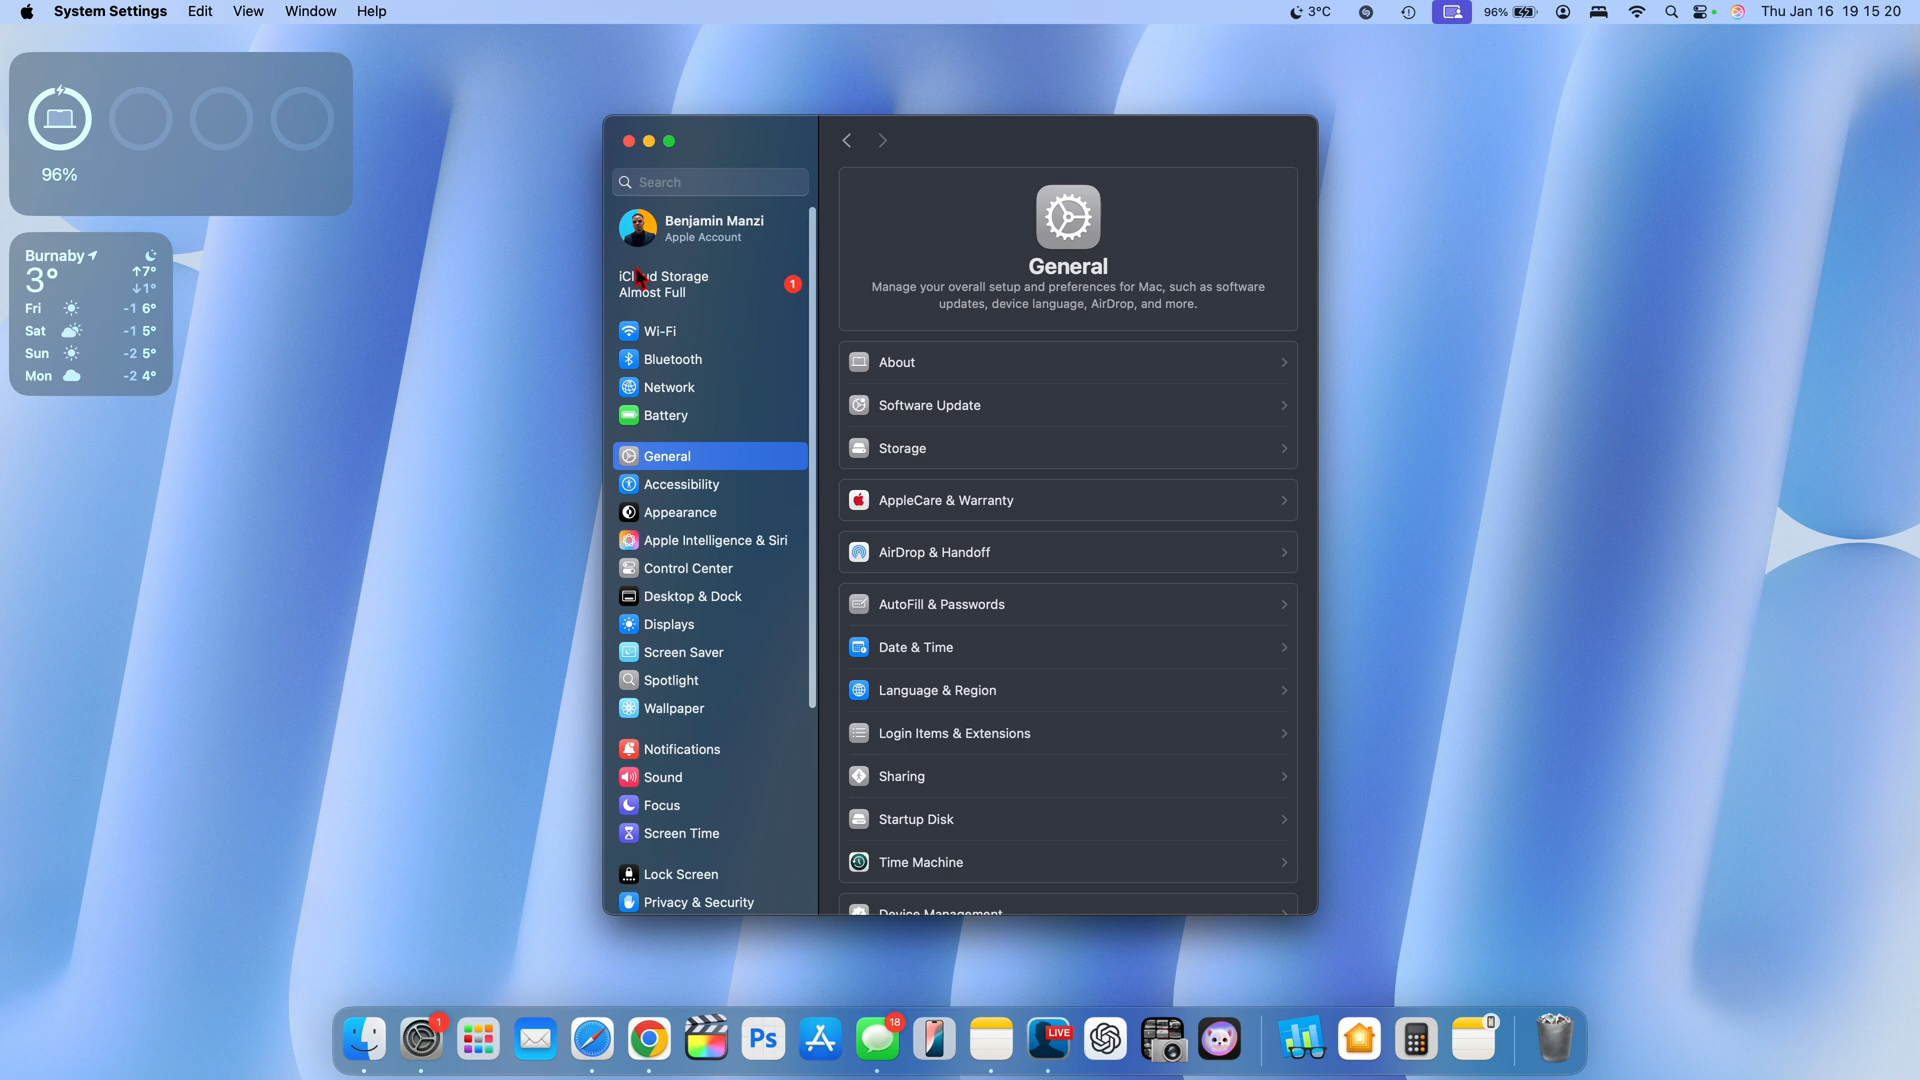 System Settings Edit View Window Help
3°C 96% Thu Jan 16 19 15 20
96%
Burnaby
3° ↑7°
↓1°
Fri -1 6°
Sat -1 5°
Sun -2 5°
Mon -2 4°
Search
Benjamin Manzi
Apple Account
iCloud Storage
Almost Full
1
Wi-Fi
Bluetooth
Network
Battery
General
Accessibility
Appearance
Apple Intelligence & Siri
Control Center
Desktop & Dock
Displays
Screen Saver
Spotlight
Wallpaper
Notifications
Sound
Focus
Screen Time
Lock Screen
Privacy & Security
General
Manage your overall setup and preferences for Mac, such as software
updates, device language, AirDrop, and more.
About
Software Update
Storage
AppleCare & Warranty
AirDrop & Handoff
AutoFill & Passwords
Date & Time
Language & Region
Login Items & Extensions
Sharing
Startup Disk
Time Machine
Device Management
1
Ps
18
LIVE